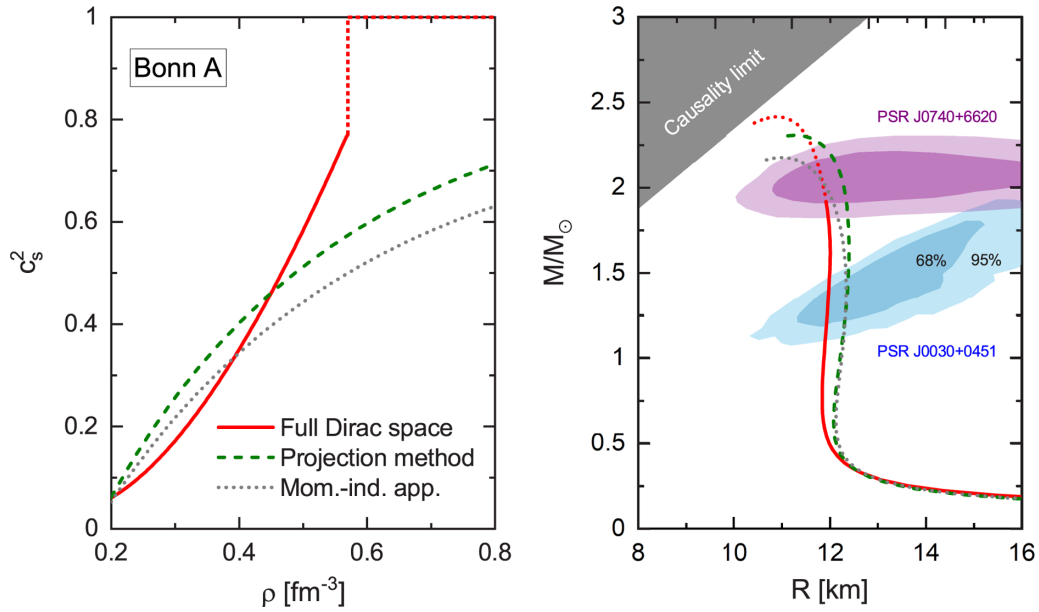 1
0.8
0.6
0.4
0.2
0
c_s^2
Bonn A
Full Dirac space
Projection method
Mom.-ind. app.
0.2
0.4
0.6
0.8
ρ [fm⁻³]
3
2.5
2
1.5
1
0.5
0
M/M☉
Causality limit
PSR J0740+6620
68%
95%
PSR J0030+0451
8
10
12
14
16
R [km]